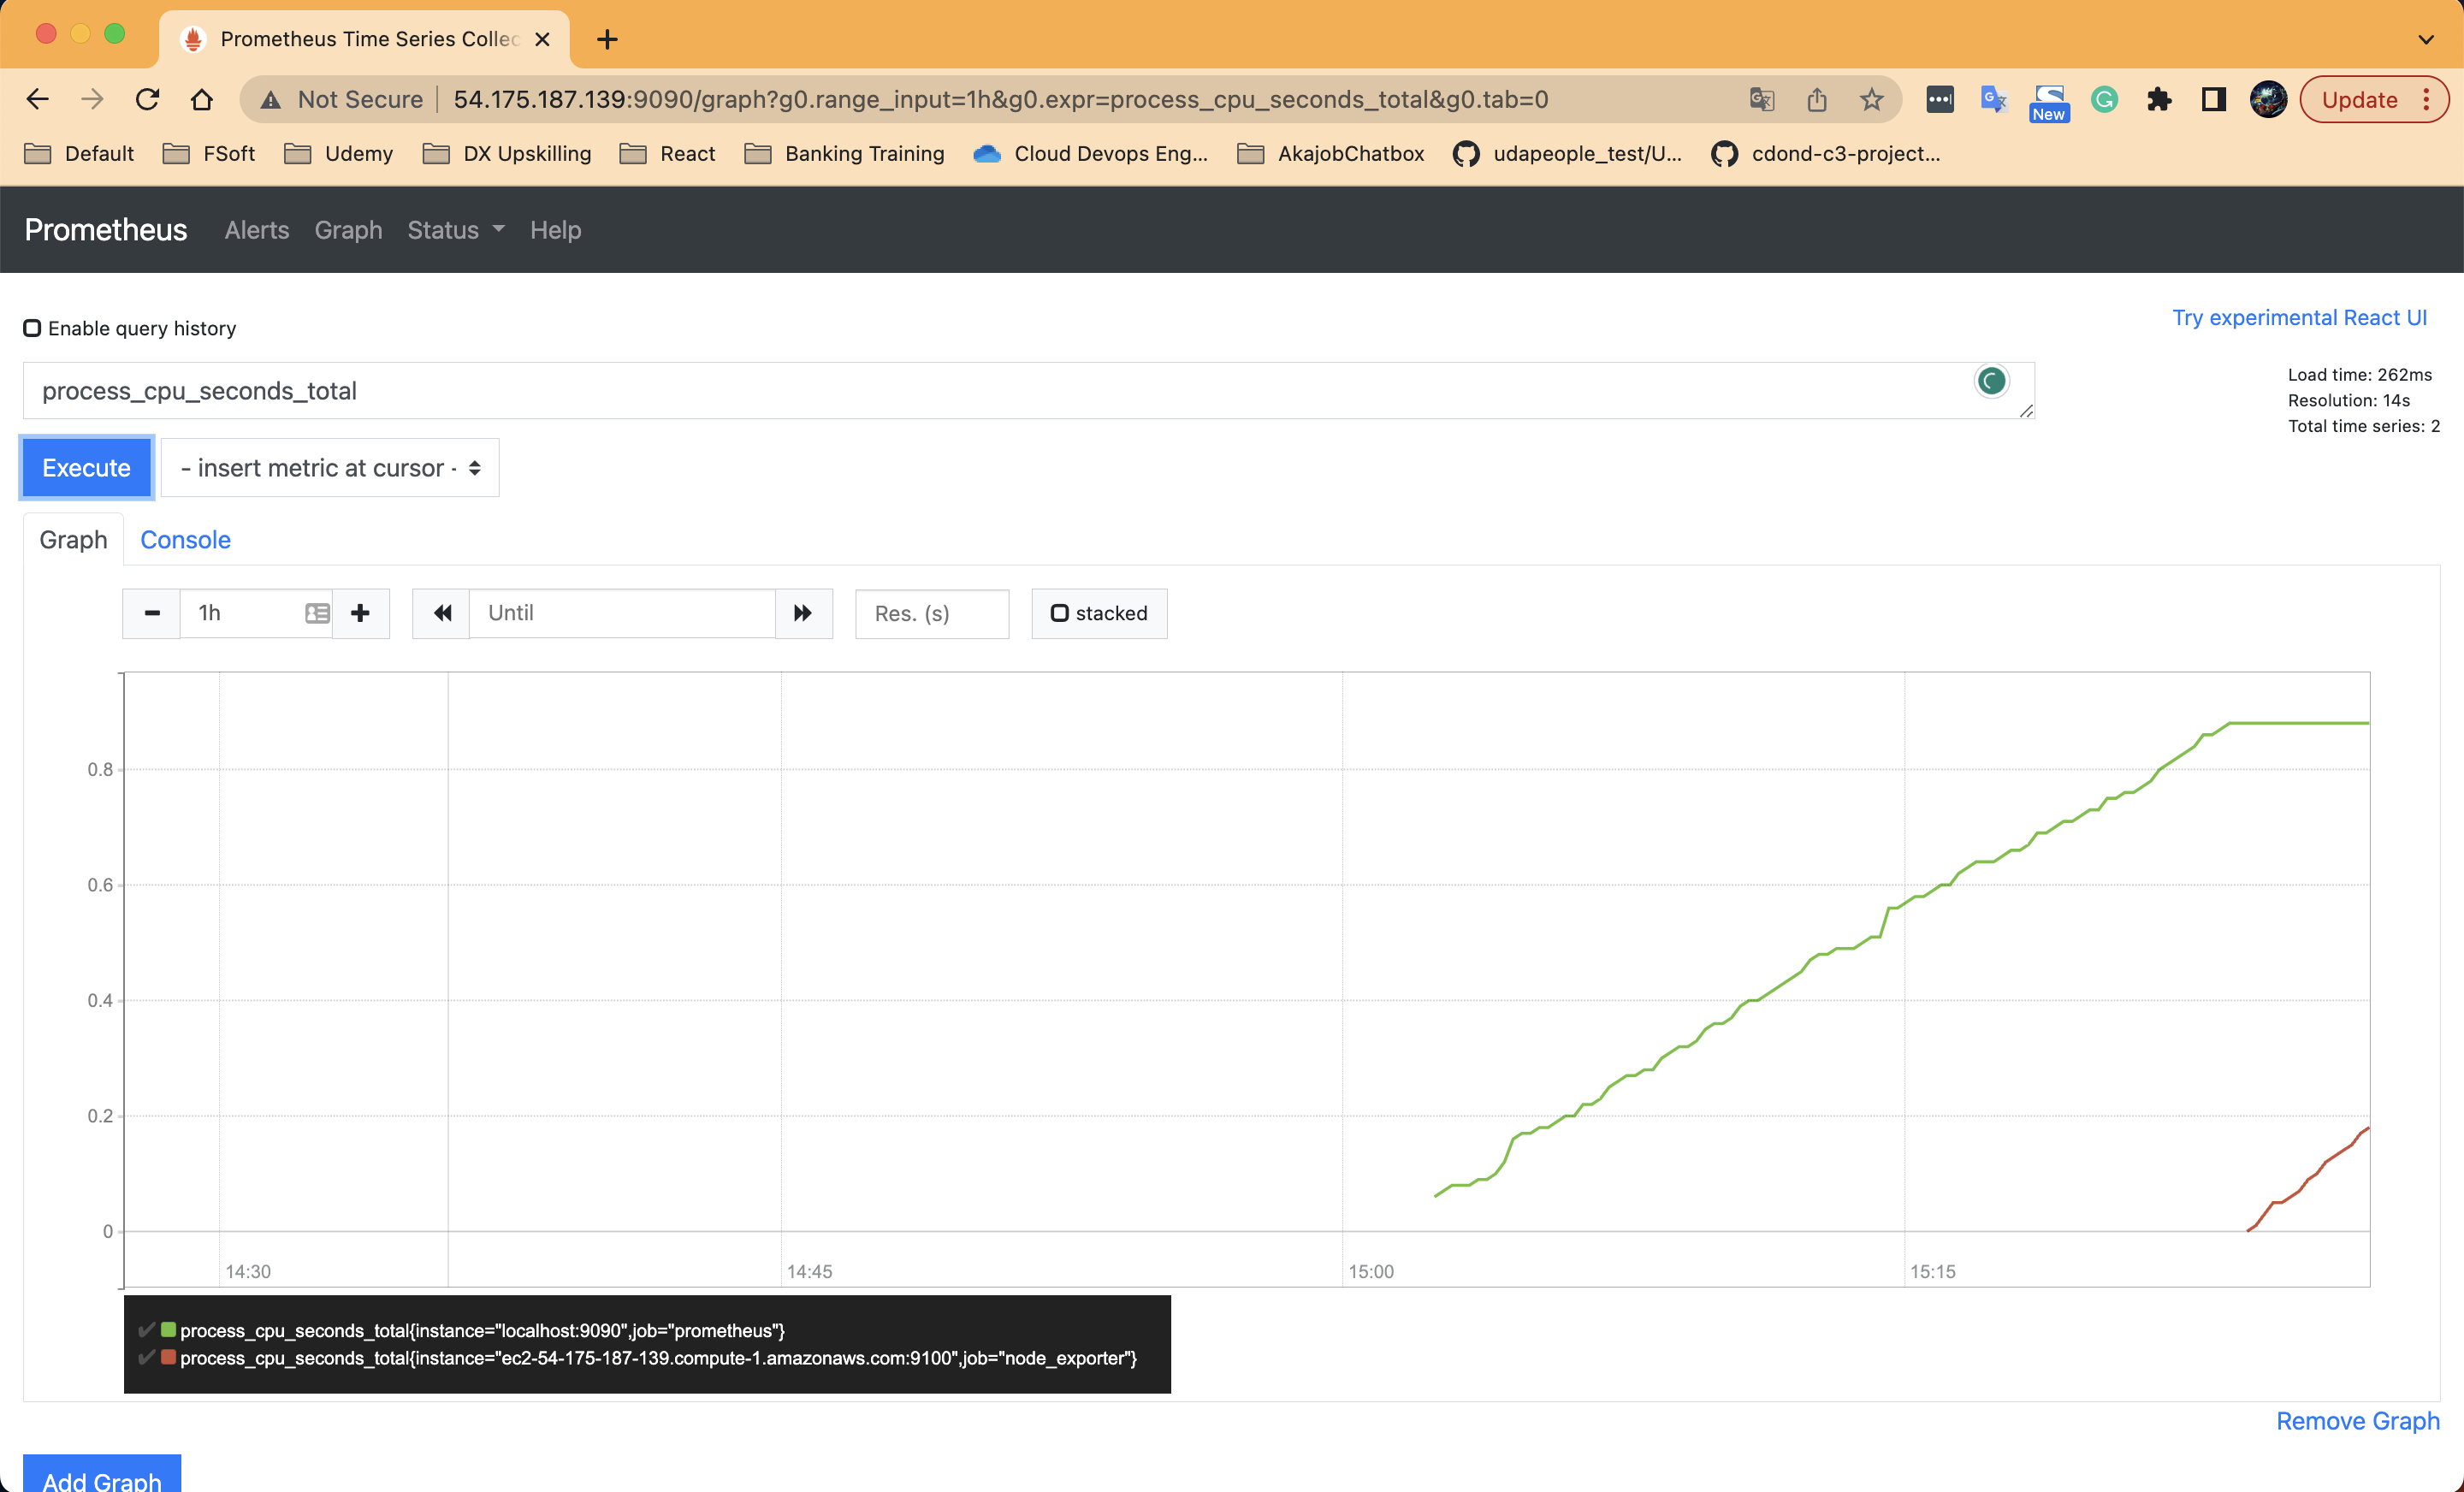 Prometheus Time Series Collec
Not Secure
54.175.187.139:9090/graph?g0.range_input=1h&g0.expr=process_cpu_seconds_total&g0.tab=0
New
Update
Default
FSoft
Udemy
DX Upskilling
React
Banking Training
Cloud Devops Eng...
AkajobChatbox
udapeople_test/U...
cdond-c3-project...
Prometheus
Alerts
Graph
Status
Help
Enable query history
Try experimental React UI
process_cpu_seconds_total
Load time: 262ms
Resolution: 14s
Total time series: 2
Execute
- insert metric at cursor -
Graph
Console
1h
Until
Res. (s)
stacked
0.8
0.6
0.4
0.2
0
14:30
14:45
15:00
15:15
process_cpu_seconds_total{instance="localhost:9090",job="prometheus"}
process_cpu_seconds_total{instance="ec2-54-175-187-139.compute-1.amazonaws.com:9100",job="node_exporter"}
Remove Graph
Add Graph